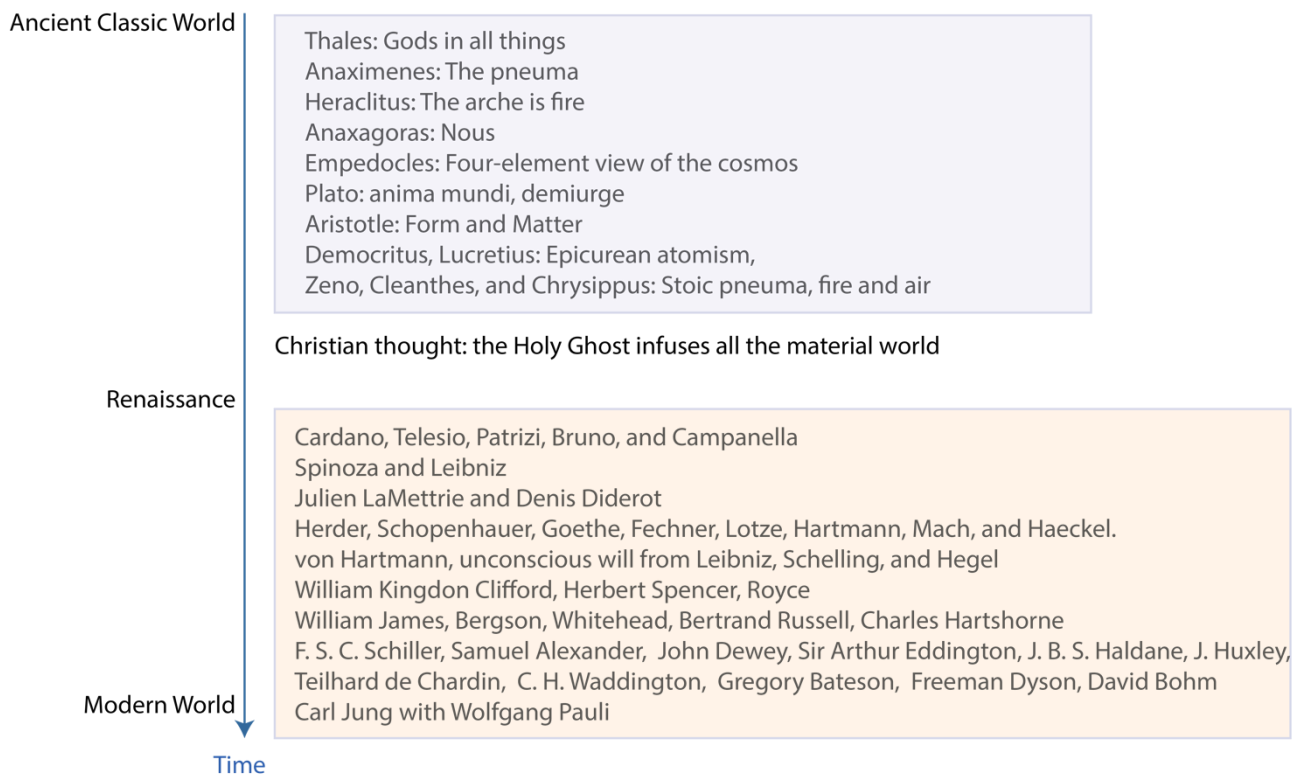 Ancient Classic World
Thales: Gods in all things
Anaximenes: The pneuma
Heraclitus: The arche is fire
Anaxagoras: Nous
Empedocles: Four-element view of the cosmos
Plato: anima mundi, demiurge
Aristotle: Form and Matter
Democritus, Lucretius: Epicurean atomism,
Zeno, Cleanthes, and Chrysippus: Stoic pneuma, fire and air
Christian thought: the Holy Ghost infuses all the material world
Renaissance
Cardano, Telesio, Patrizi, Bruno, and Campanella
Spinoza and Leibniz
Julien LaMettrie and Denis Diderot
Herder, Schopenhauer, Goethe, Fechner, Lotze, Hartmann, Mach, and Haeckel.
von Hartmann, unconscious will from Leibniz, Schelling, and Hegel
William Kingdon Clifford, Herbert Spencer, Royce
William James, Bergson, Whitehead, Bertrand Russell, Charles Hartshorne
F. S. C. Schiller, Samuel Alexander, John Dewey, Sir Arthur Eddington, J. B. S. Haldane, J. Huxley,
Teilhard de Chardin, C. H. Waddington, Gregory Bateson, Freeman Dyson, David Bohm
Modern World
Carl Jung with Wolfgang Pauli
Time